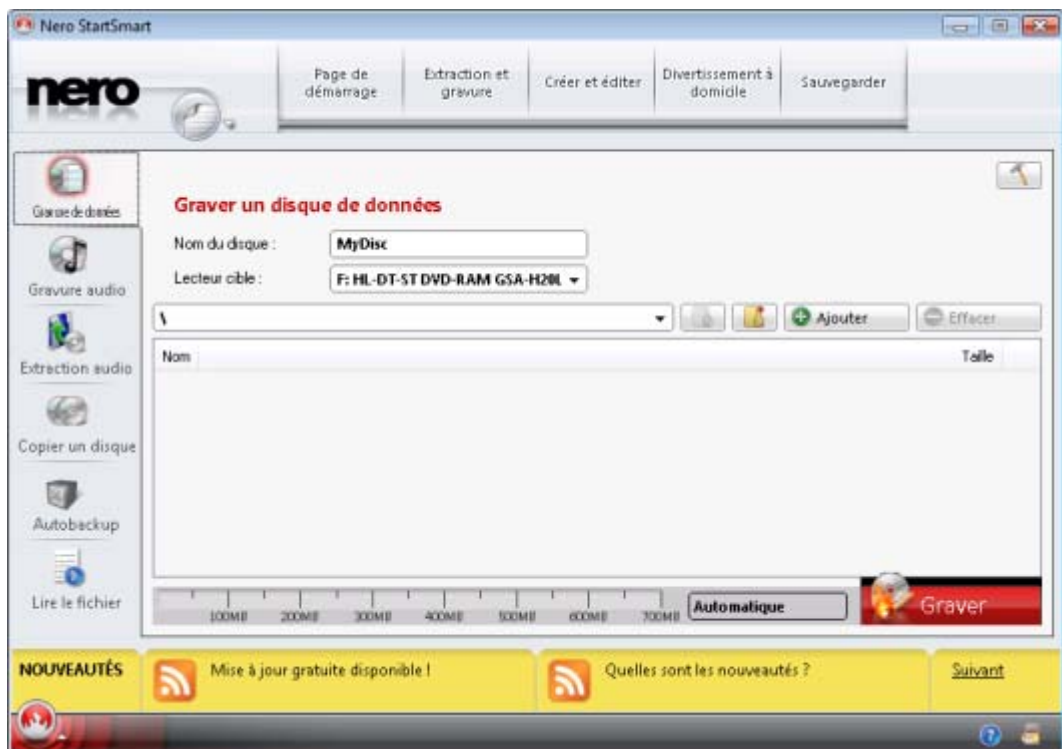 Nero StartSmart
nero
Page de démarrage
Extraction et gravure
Créer et éditer
Divertissement à domicile
Sauvegarder
Gravure de données
Gravure audio
Extraction audio
Copier un disque
Autobackup
Lire le fichier
Graver un disque de données
Nom du disque :
MyDisc
Lecteur cible :
F: HL-DT-ST DVD-RAM GSA-H20L
\
Ajouter
Effacer
Nom
Taille
100MB
200MB
300MB
400MB
500MB
600MB
700MB
Automatique
Graver
NOUVEAUTÉS
Mise à jour gratuite disponible !
Quelles sont les nouveautés ?
Suivant